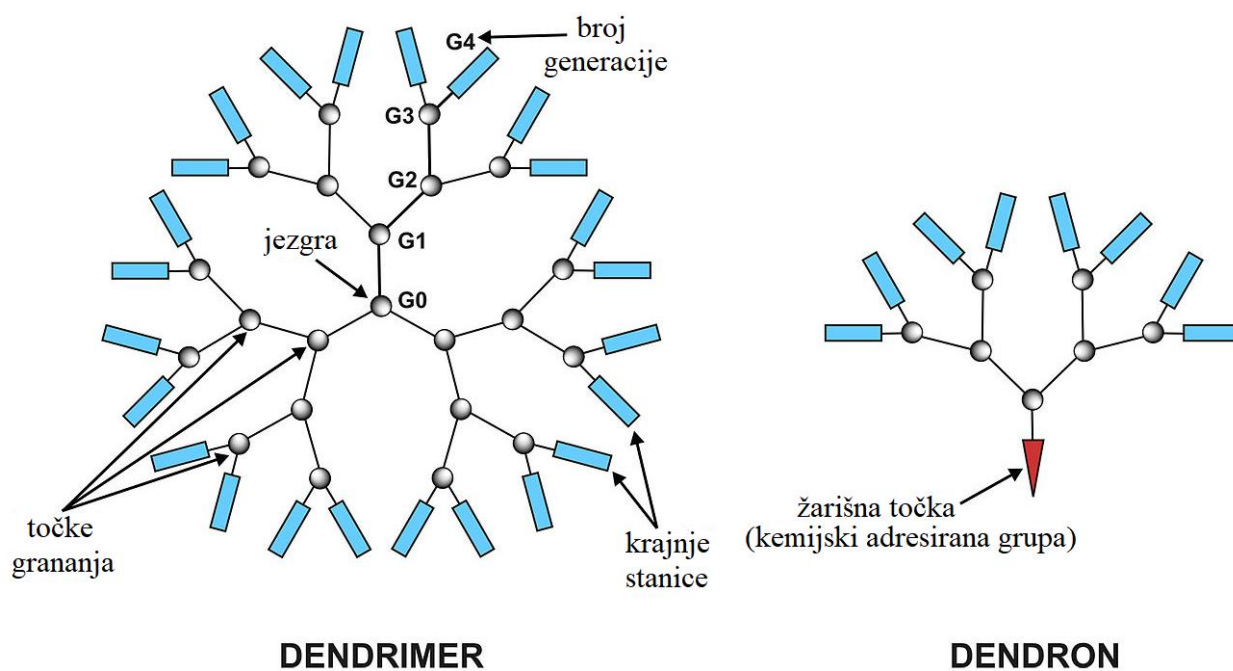 G4
broj
generacije
G3
G2
G1
jezgra
G0
točke
grananja
krajnje
stanice
žarišna točka
(kemijski adresirana grupa)
DENDRIMER
DENDRON